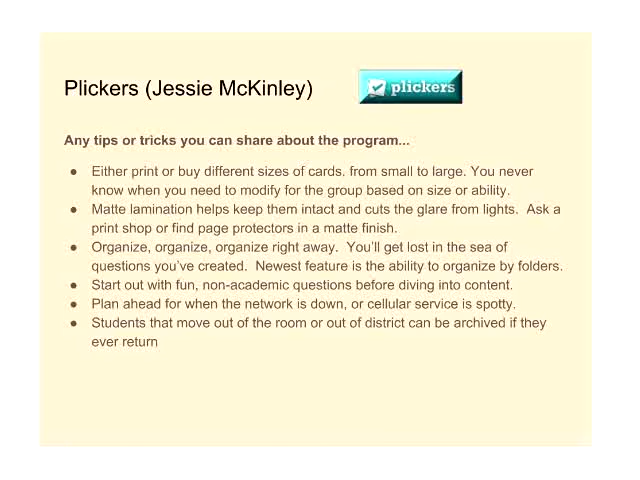 Plickers (Jessie McKinley)
plickers
Any tips or tricks you can share about the program...
● Either print or buy different sizes of cards. from small to large. You never
know when you need to modify for the group based on size or ability.
● Matte lamination helps keep them intact and cuts the glare from lights.  Ask a
print shop or find page protectors in a matte finish.
● Organize, organize, organize right away.  You'll get lost in the sea of
questions you've created.  Newest feature is the ability to organize by folders.
● Start out with fun, non-academic questions before diving into content.
● Plan ahead for when the network is down, or cellular service is spotty.
● Students that move out of the room or out of district can be archived if they
ever return